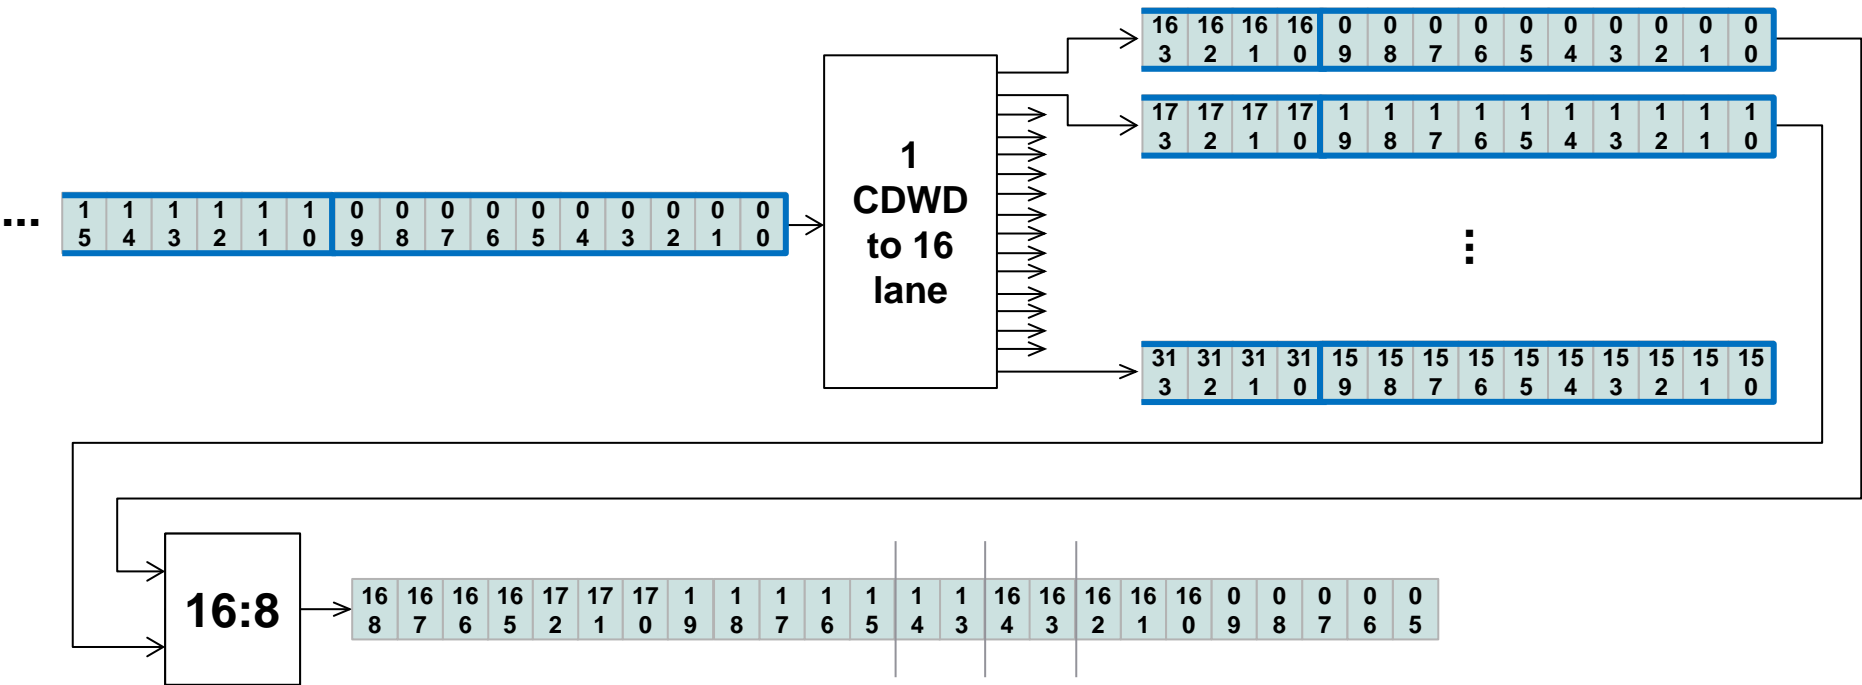 16 16 16 16 0 0 0 0 0 0 0 0 0 0
3 2 1 0 9 8 7 6 5 4 3 2 1 0
17 17 17 17 1 1 1 1 1 1 1 1 1 1
3 2 1 0 9 8 7 6 5 4 3 2 1 0
... 1 1 1 1 1 1 0 0 0 0 0 0 0 0 0 0
5 4 3 2 1 0 9 8 7 6 5 4 3 2 1 0
1
CDWD
to 16
lane
...
31 31 31 31 15 15 15 15 15 15 15 15 15 15
3 2 1 0 9 8 7 6 5 4 3 2 1 0
16:8
16 16 16 16 17 17 17 1 1 1 1 1 1 1 16 16 16 16 16 0 0 0 0 0
8 7 6 5 2 1 0 9 8 7 6 5 4 3 4 3 2 1 0 9 8 7 6 5